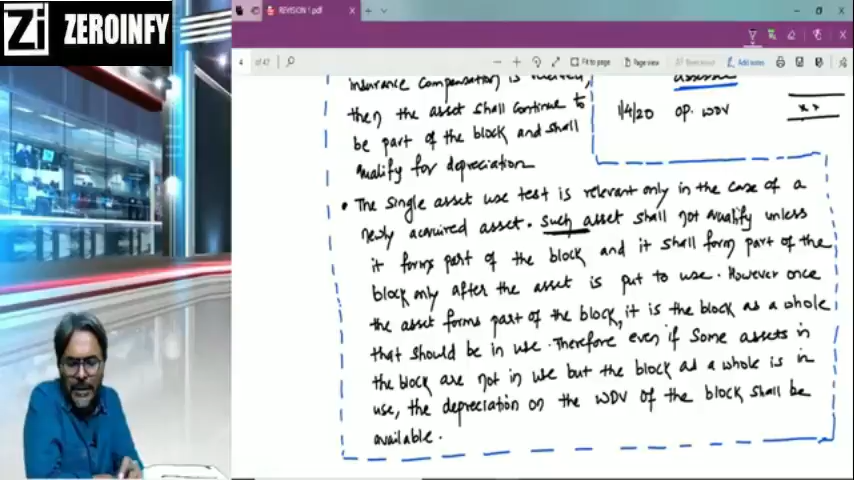 Zi ZEROINFY
REVISION 1.pdf
4 of 47
Fit to page
Page view
Add notes
insurance compensation is received,
then the asset shall continue to
be part of the block and shall
qualify for depreciation
assessee
1/4/20 op. WDV xx
• The single asset use test is relevant only in the case of a
newly acquired asset. Such asset shall not qualify unless
it forms part of the block and it shall form part of the
block only after the asset is put to use. However once
the asset forms part of the block, it is the block as a whole
that should be in use. Therefore even if some assets in
the block are not in use but the block as a whole is in
use, the depreciation on the WDV of the block shall be
available.